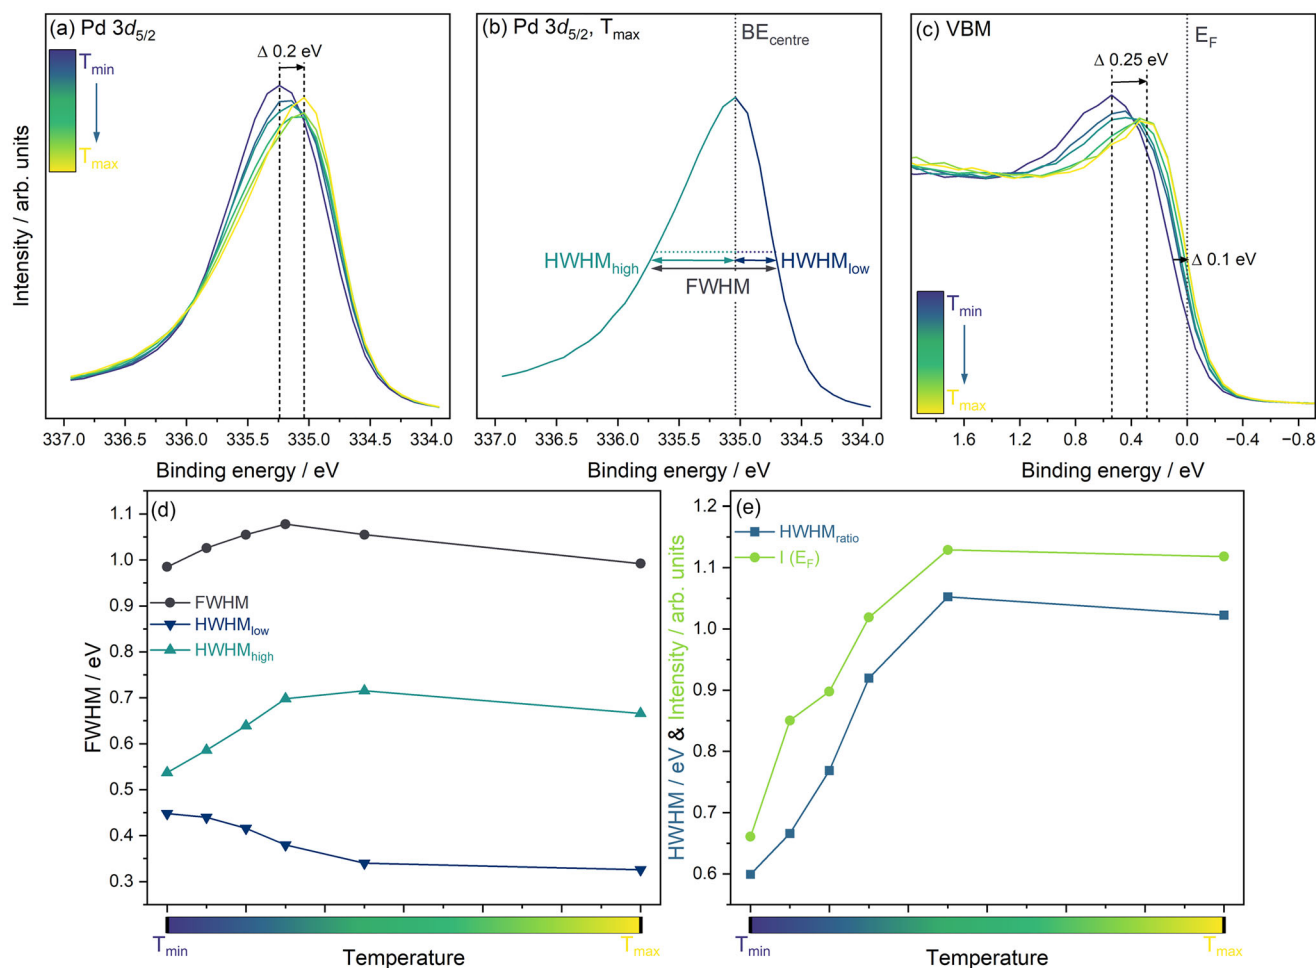 (a) Pd 3d5/2
Δ 0.2 eV
Tmin
Tmax
Intensity / arb. units
337.0 336.5 336.0 335.5 335.0 334.5 334.0
Binding energy / eV
(b) Pd 3d5/2, Tmax
BEcentre
HWHMhigh
HWHMlow
FWHM
337.0 336.5 336.0 335.5 335.0 334.5 334.0
Binding energy / eV
(c) VBM
EF
Δ 0.25 eV
Δ 0.1 eV
Tmin
Tmax
1.6 1.2 0.8 0.4 0.0 −0.4 −0.8
Binding energy / eV
(d)
1.1
1.0
0.9
0.8
0.7
0.6
0.5
0.4
0.3
FWHM / eV
FWHM
HWHMlow
HWHMhigh
Tmin
Tmax
Temperature
(e)
1.2
1.1
1.0
0.9
0.8
0.7
0.6
HWHM / eV & Intensity / arb. units
HWHMratio
I (EF)
Tmin
Tmax
Temperature